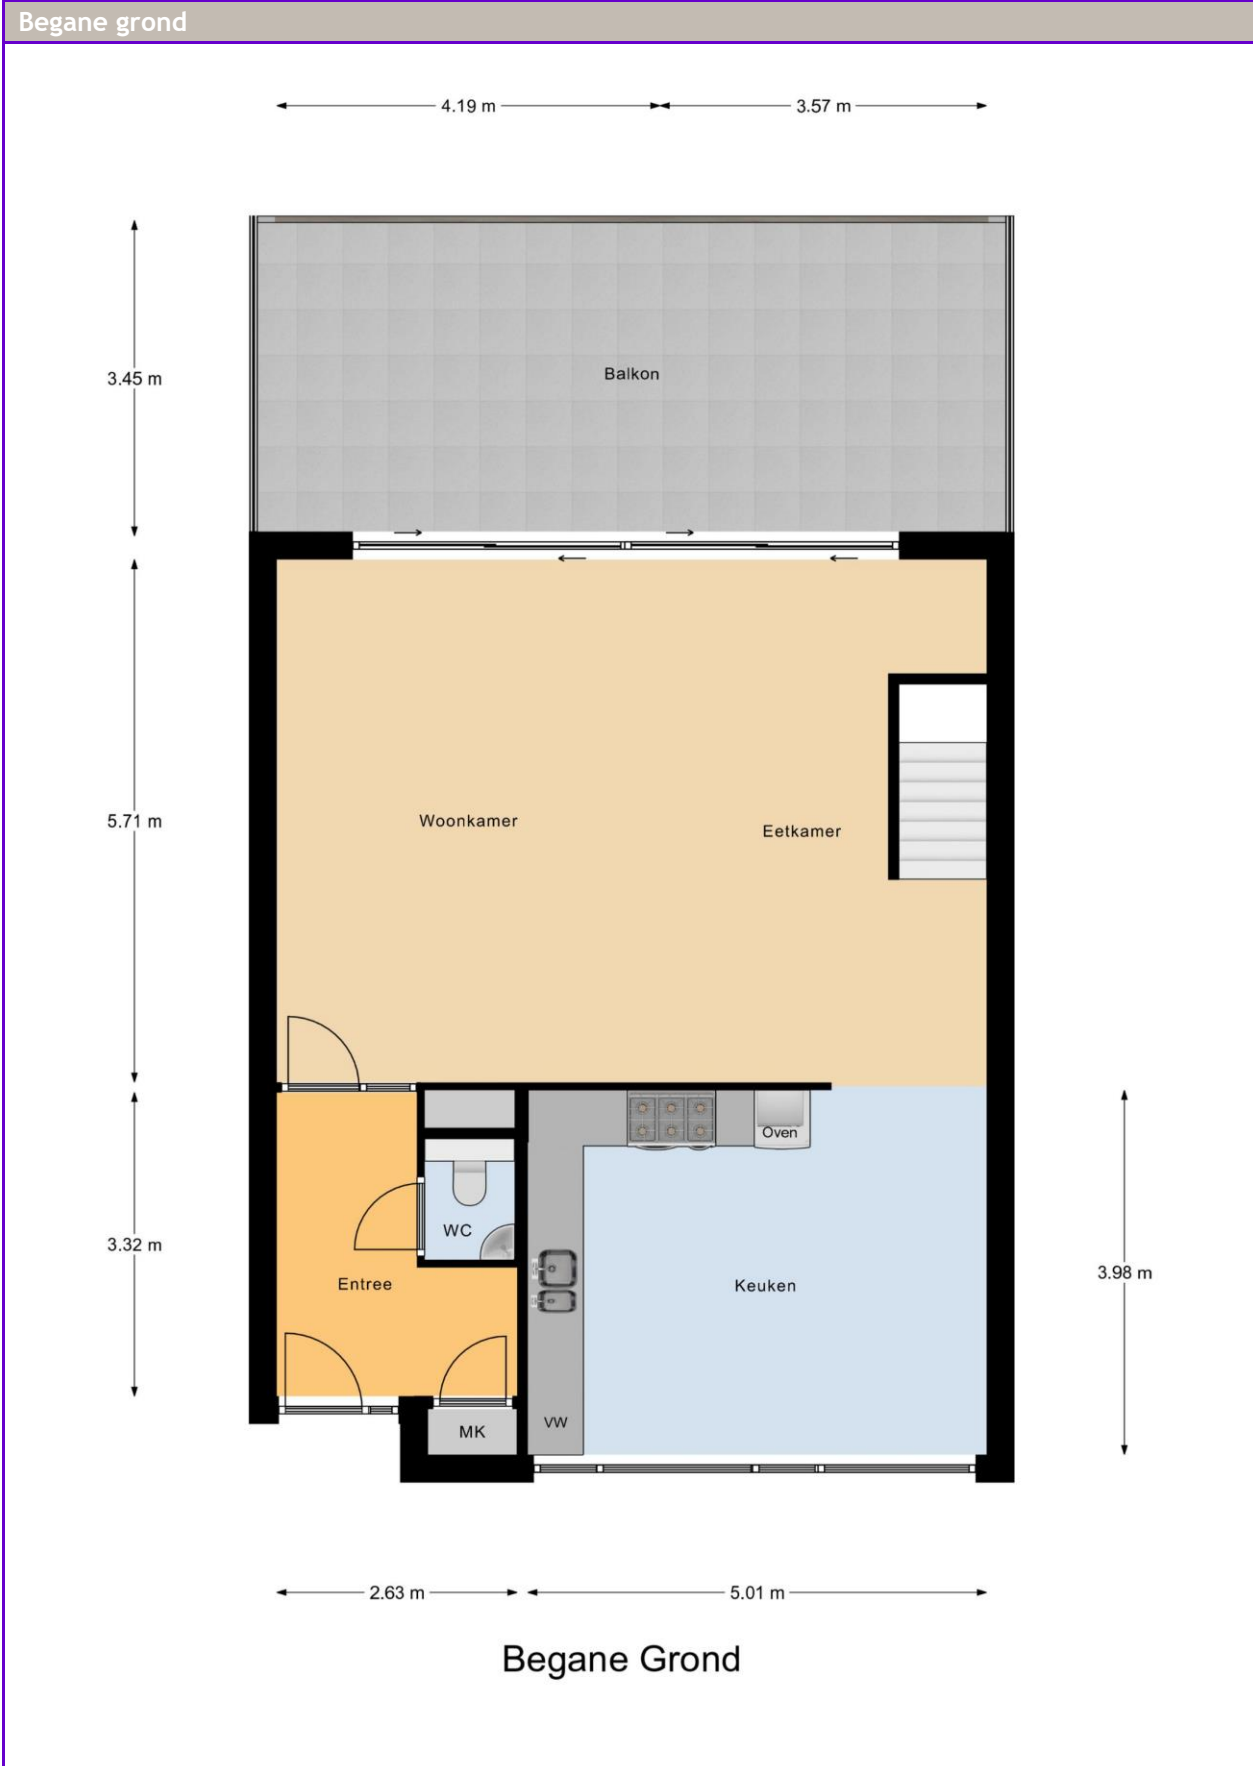 Begane grond
4.19 m
3.57 m
3.45 m
Balkon
5.71 m
Woonkamer
Eetkamer
Oven
WC
3.32 m
Entree
Keuken
3.98 m
MK
VW
2.63 m
5.01 m
Begane Grond